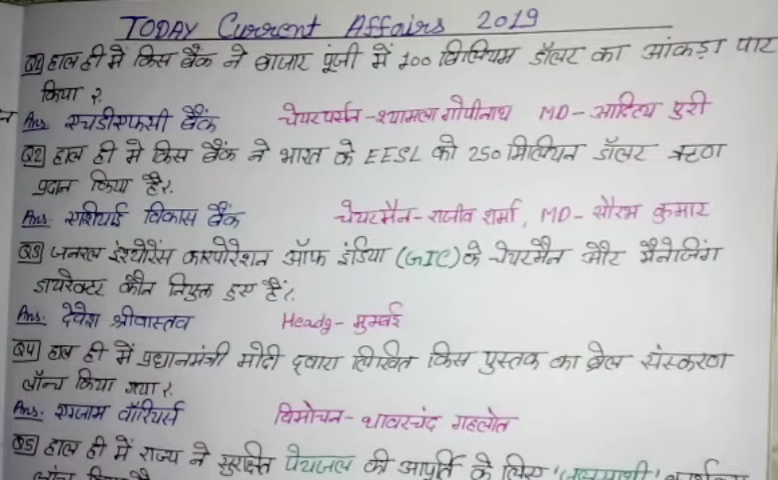 TODAY Current Affairs 2019
Q1 हाल ही में किस बैंक ने बाजार पूंजी में 100 बिलियम डॉलर का आंकड़ा पार
किया ?
Ans. एचडीएफसी बैंक चेयरपर्सन - श्यामला गोपीनाथ MD - आदित्य पुरी
Q2 हाल ही मे किस बैंक ने भारत के EESL को 250 मिलियन डॉलर ऋण
प्रदान किया है?
Ans. एशियाई विकास बैंक चेयरमैन - राजीव शर्मा, MD - सौरभ कुमार
Q3 जनरल इंश्योरेंस कारपोरेशन ऑफ इंडिया (GIC) के चेयरमैन और मैनेजिंग
डायरेक्टर कौन नियुक्त हुए हैं?
Ans. देवेश श्रीवास्तव Headq - मुम्बई
Q4 हाल ही में प्रधानमंत्री मोदी द्वारा लिखित किस पुस्तक का ब्रेल संस्करण
लॉन्च किया गया ?
Ans. एग्जाम वॉरियर्स विमोचन - थावरचंद गहलोत
Q5 हाल ही में राज्य ने सुरक्षित पेयजल की आपूर्ति के लिए